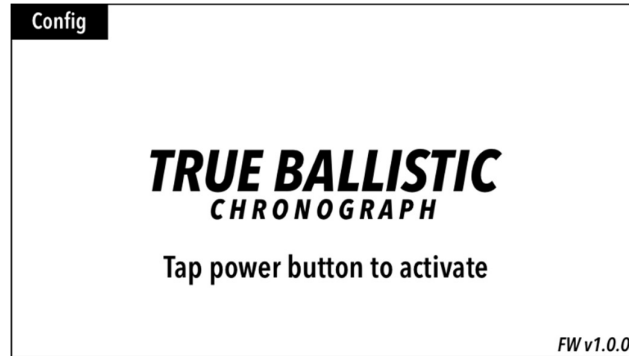 Config
TRUE BALLISTIC
CHRONOGRAPH
Tap power button to activate
FW v1.0.0